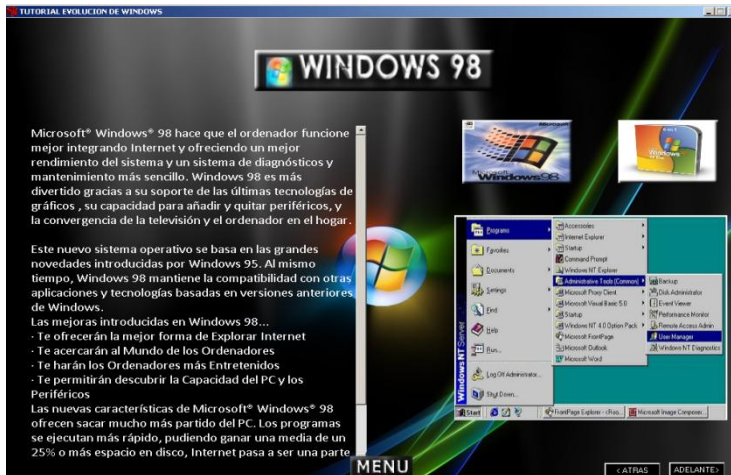 TUTORIAL EVOLUCION DE WINDOWS
WINDOWS 98
Microsoft® Windows® 98 hace que el ordenador funcione
mejor integrando Internet y ofreciendo un mejor
rendimiento del sistema y un sistema de diagnósticos y
mantenimiento más sencillo. Windows 98 es más
divertido gracias a su soporte de las últimas tecnologías de
gráficos , su capacidad para añadir y quitar periféricos, y
la convergencia de la televisión y el ordenador en el hogar.
Este nuevo sistema operativo se basa en las grandes
novedades introducidas por Windows 95. Al mismo
tiempo, Windows 98 mantiene la compatibilidad con otras
aplicaciones y tecnologías basadas en versiones anteriores
de Windows.
Las mejoras introducidas en Windows 98...
· Te ofrecerán la mejor forma de Explorar Internet
· Te acercarán al Mundo de los Ordenadores
· Te harán los Ordenadores más Entretenidos
· Te permitirán descubrir la Capacidad del PC y los
Periféricos
Las nuevas características de Microsoft® Windows® 98
ofrecen sacar mucho más partido del PC. Los programas
se ejecutan más rápido, pudiendo ganar una media de un
25% o más espacio en disco, Internet pasa a ser una parte
Microsoft
Windows98
Windows
Programs
Favorites
Documents
Settings
Find
Help
Run...
Log Off Administrator...
Shut Down...
Windows NT Server
Accessories
Internet Explorer
Startup
Command Prompt
Windows NT Explorer
Administrative Tools (Common)
Microsoft Proxy Client
Microsoft Visual Basic 5.0
Startup
Windows NT 4.0 Option Pack
Microsoft FrontPage
Microsoft Outlook
Microsoft Word
Backup
Disk Administrator
Event Viewer
Performance Monitor
Remote Access Admin
User Manager
Windows NT Diagnostics
Start
FrontPage Explorer -
Microsoft Image Composer...
MENU
<ATRAS
ADELANTE>